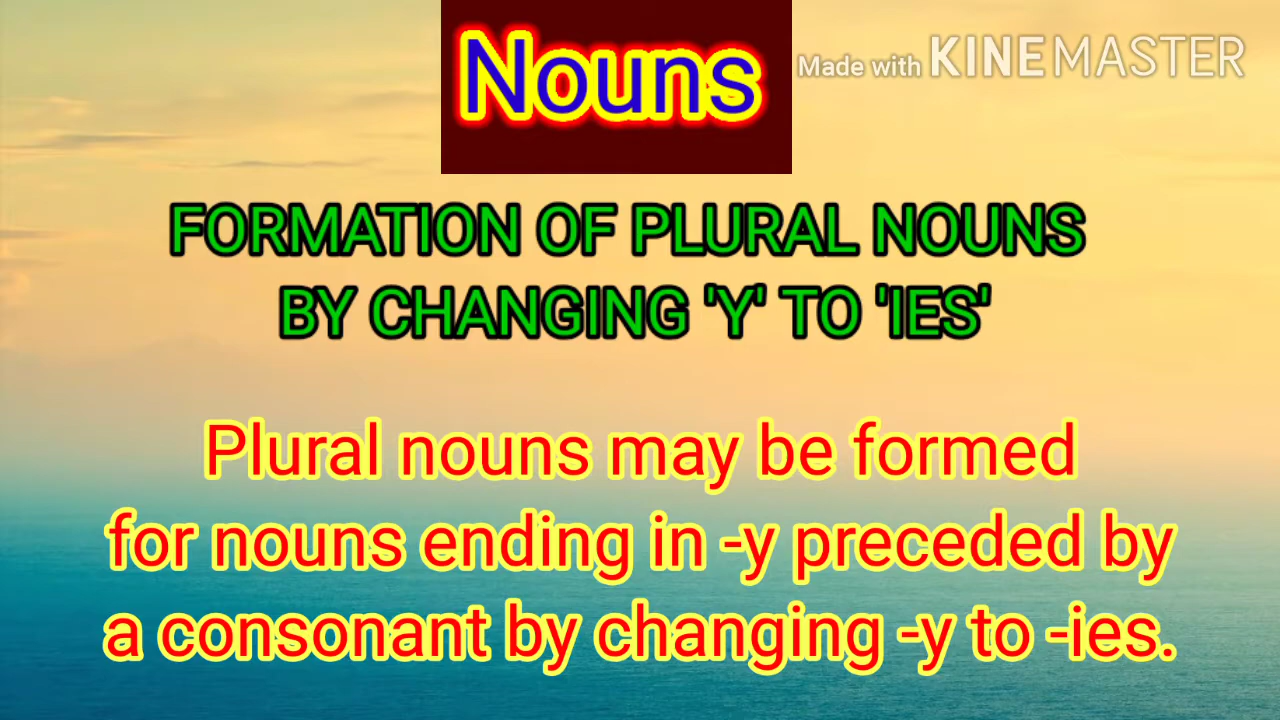 Nouns
Made with KINEMASTER
FORMATION OF PLURAL NOUNS
BY CHANGING 'Y' TO 'IES'
Plural nouns may be formed
for nouns ending in -y preceded by
a consonant by changing -y to -ies.